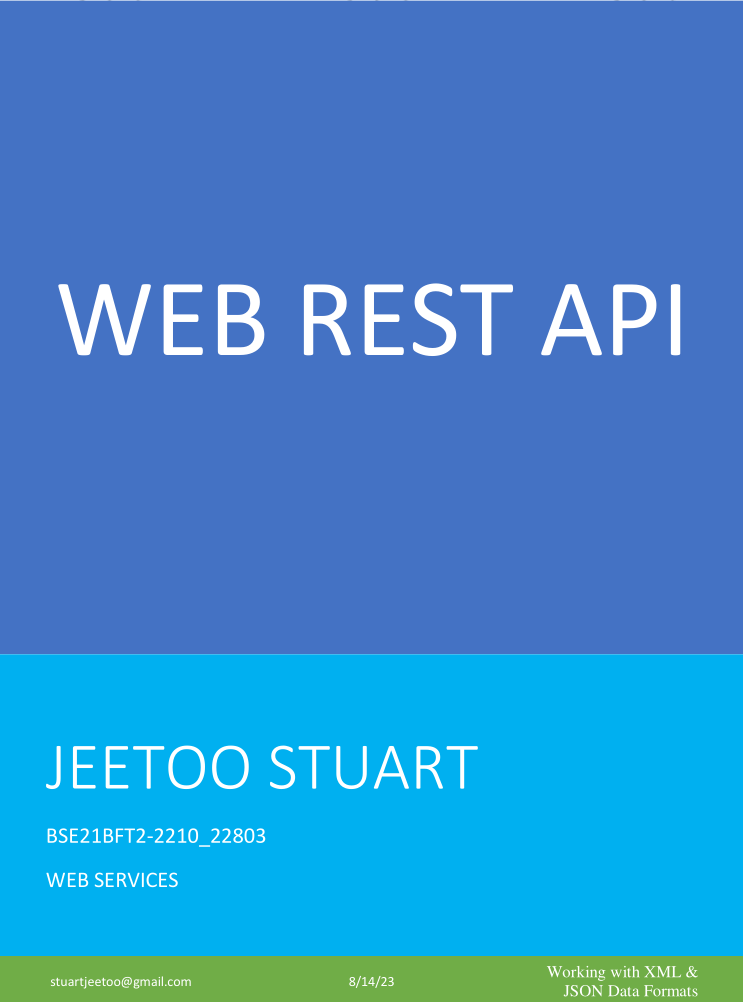 WEB REST API
JEETOO STUART
BSE21BFT2-2210_22803
WEB SERVICES
stuartjeetoo@gmail.com
8/14/23
Working with XML &
JSON Data Formats